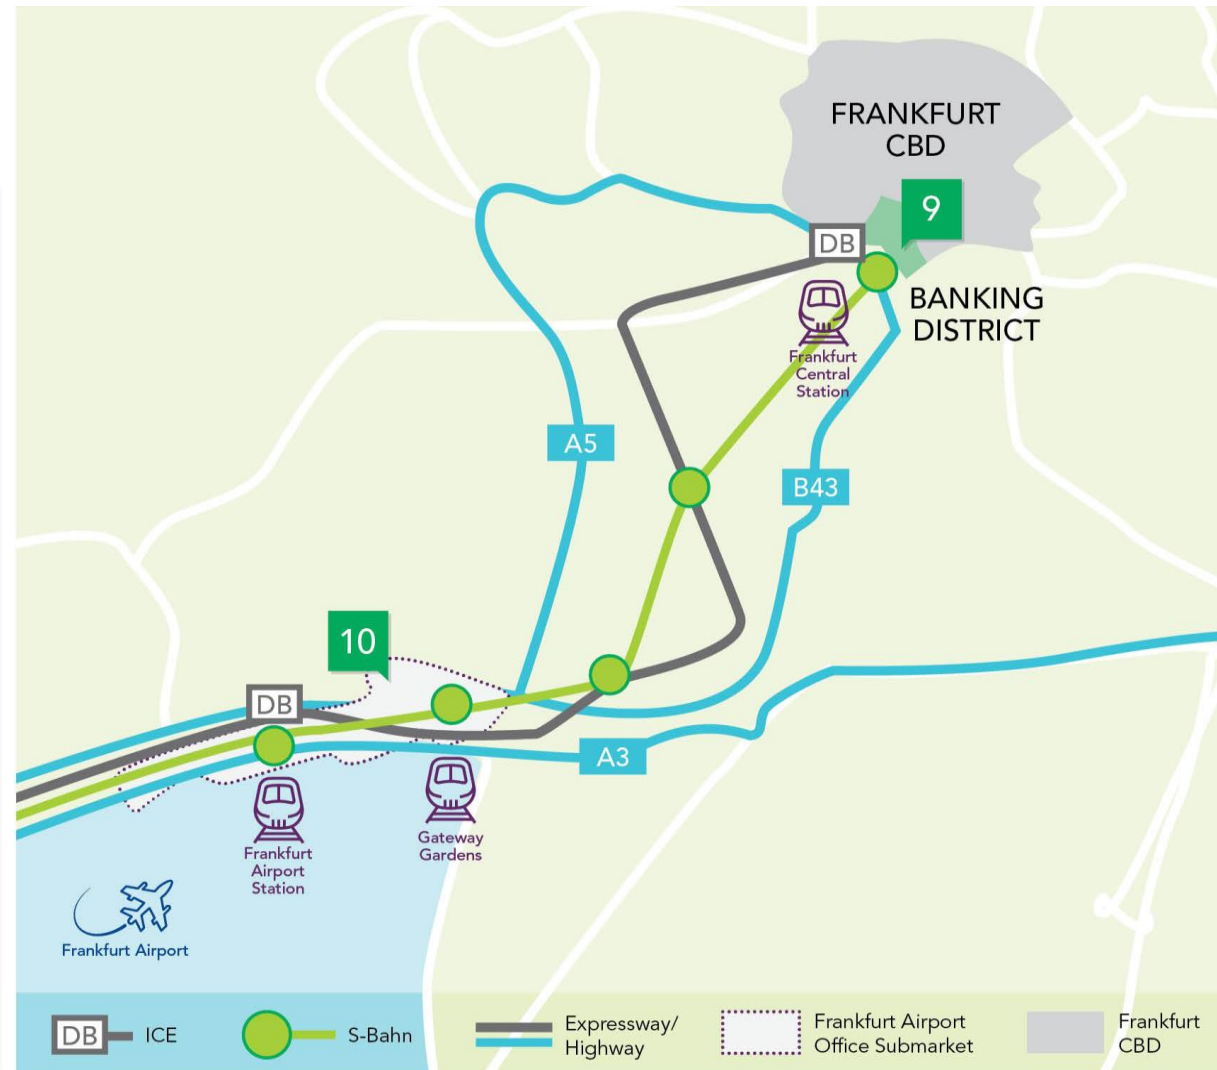 FRANKFURT
CBD
9
DB
BANKING
DISTRICT
Frankfurt
Central
Station
A5
B43
10
DB
A3
Gateway
Gardens
Frankfurt
Airport
Station
Frankfurt Airport
DB ICE
S-Bahn
Expressway/
Highway
Frankfurt Airport
Office Submarket
Frankfurt
CBD